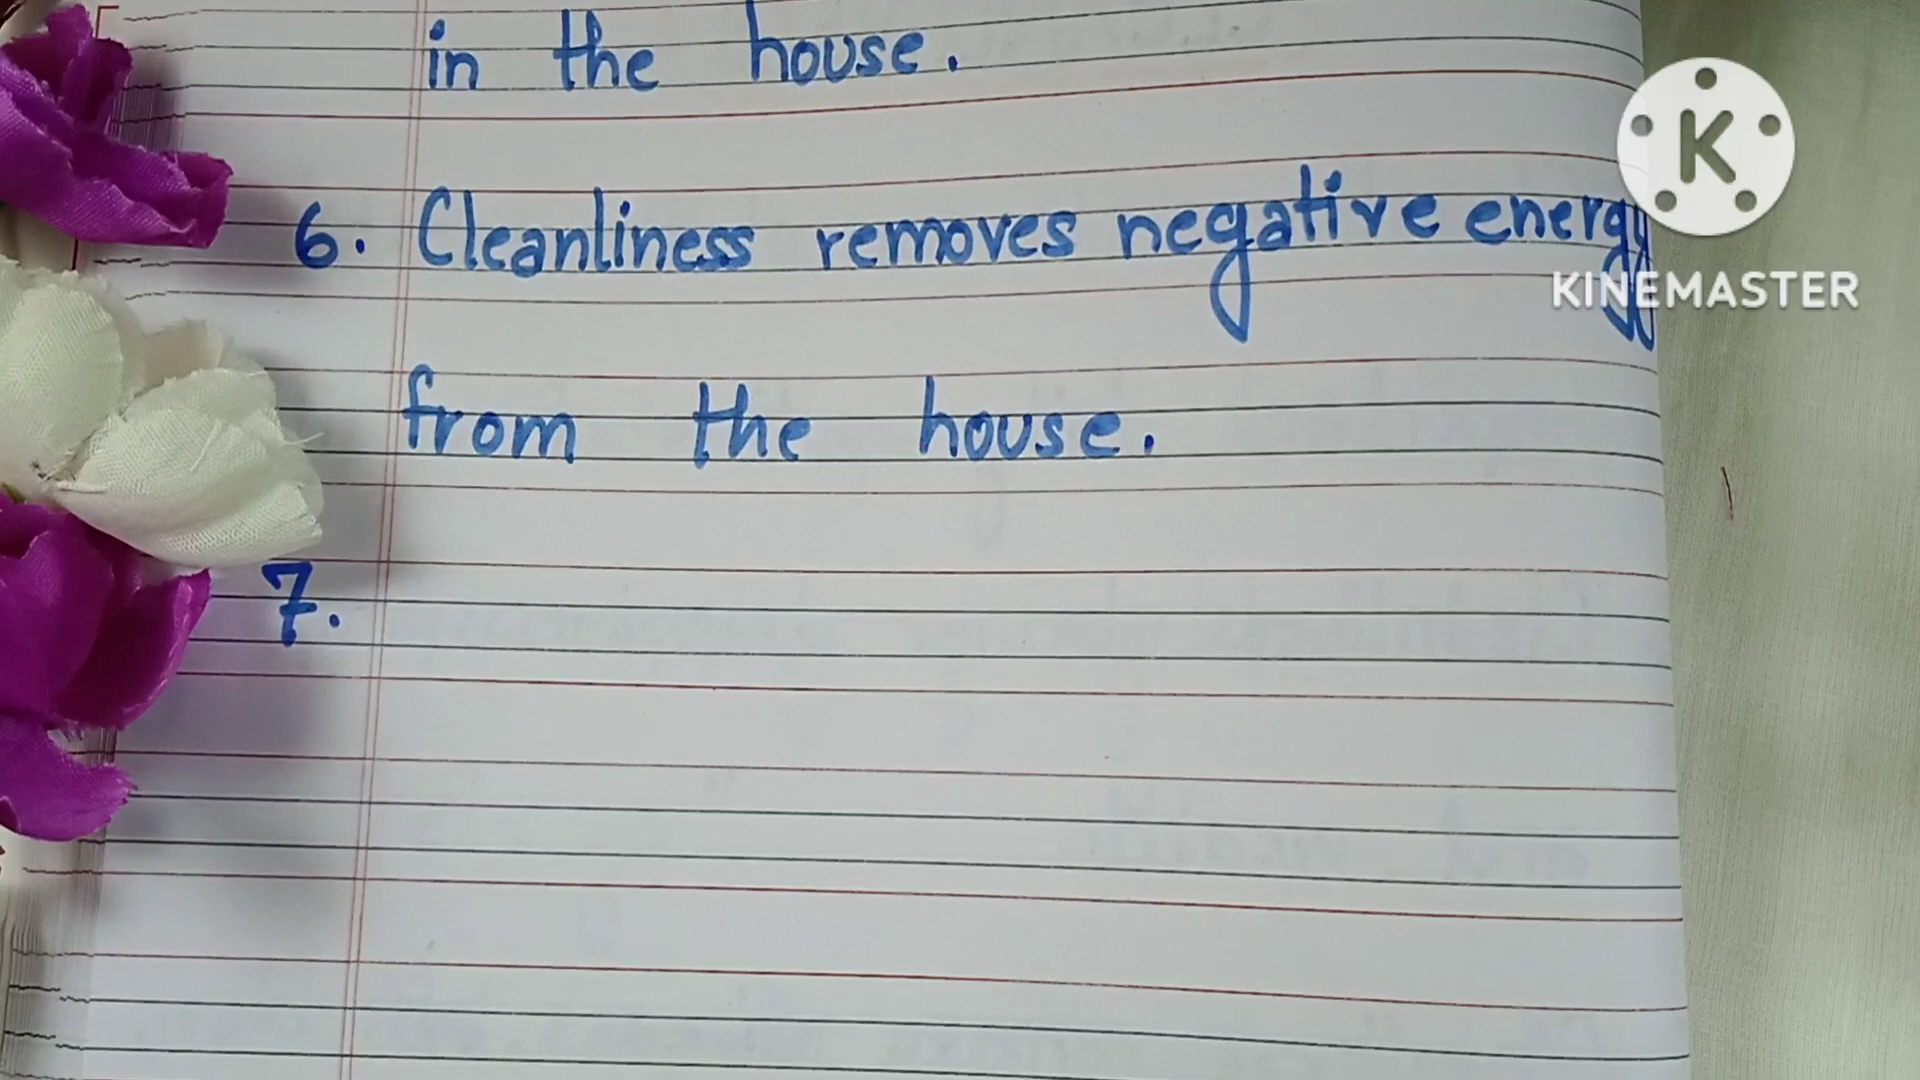 in the house.
6. Cleanliness removes negative energy
from the house.
7.
K
KINEMASTER